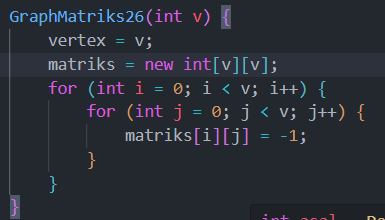 GraphMatriks26(int v) {
    vertex = v;
    matriks = new int[v][v];
    for (int i = 0; i < v; i++) {
        for (int j = 0; j < v; j++) {
            matriks[i][j] = -1;
        }
    }
}